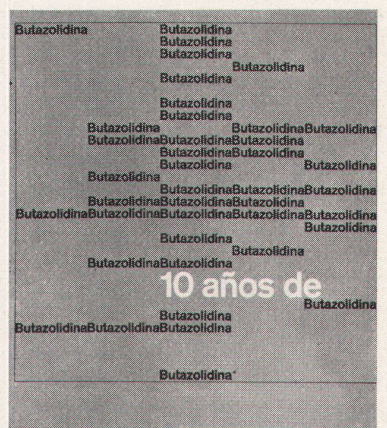 Butazolidina Butazolidina
Butazolidina
Butazolidina
Butazolidina
Butazolidina
Butazolidina
Butazolidina
Butazolidina ButazolidinaButazolidina
ButazolidinaButazolidinaButazolidina
ButazolidinaButazolidina
Butazolidina Butazolidina
Butazolidina
ButazolidinaButazolidinaButazolidina
ButazolidinaButazolidinaButazolidina
ButazolidinaButazolidinaButazolidinaButazolidinaButazolidina
Butazolidina
Butazolidina
Butazolidina
ButazolidinaButazolidina
10 años de
Butazolidina
Butazolidina
ButazolidinaButazolidinaButazolidina
Butazolidina*